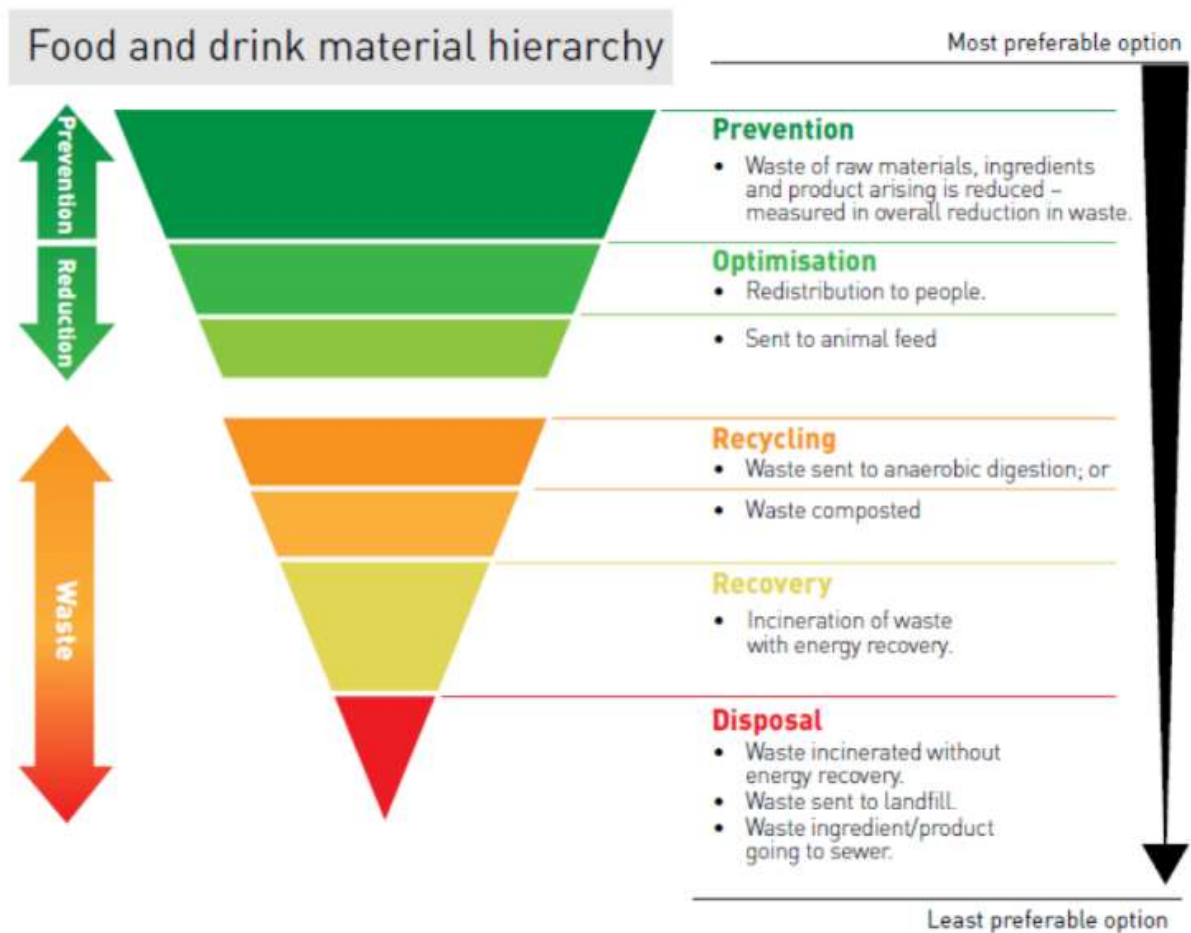 Food and drink material hierarchy
Most preferable option
Prevention
Reduction
Waste
Prevention
• Waste of raw materials, ingredients
and product arising is reduced –
measured in overall reduction in waste.
Optimisation
• Redistribution to people.
• Sent to animal feed
Recycling
• Waste sent to anaerobic digestion; or
• Waste composted
Recovery
• Incineration of waste
with energy recovery.
Disposal
• Waste incinerated without
energy recovery.
• Waste sent to landfill.
• Waste ingredient/product
going to sewer.
Least preferable option